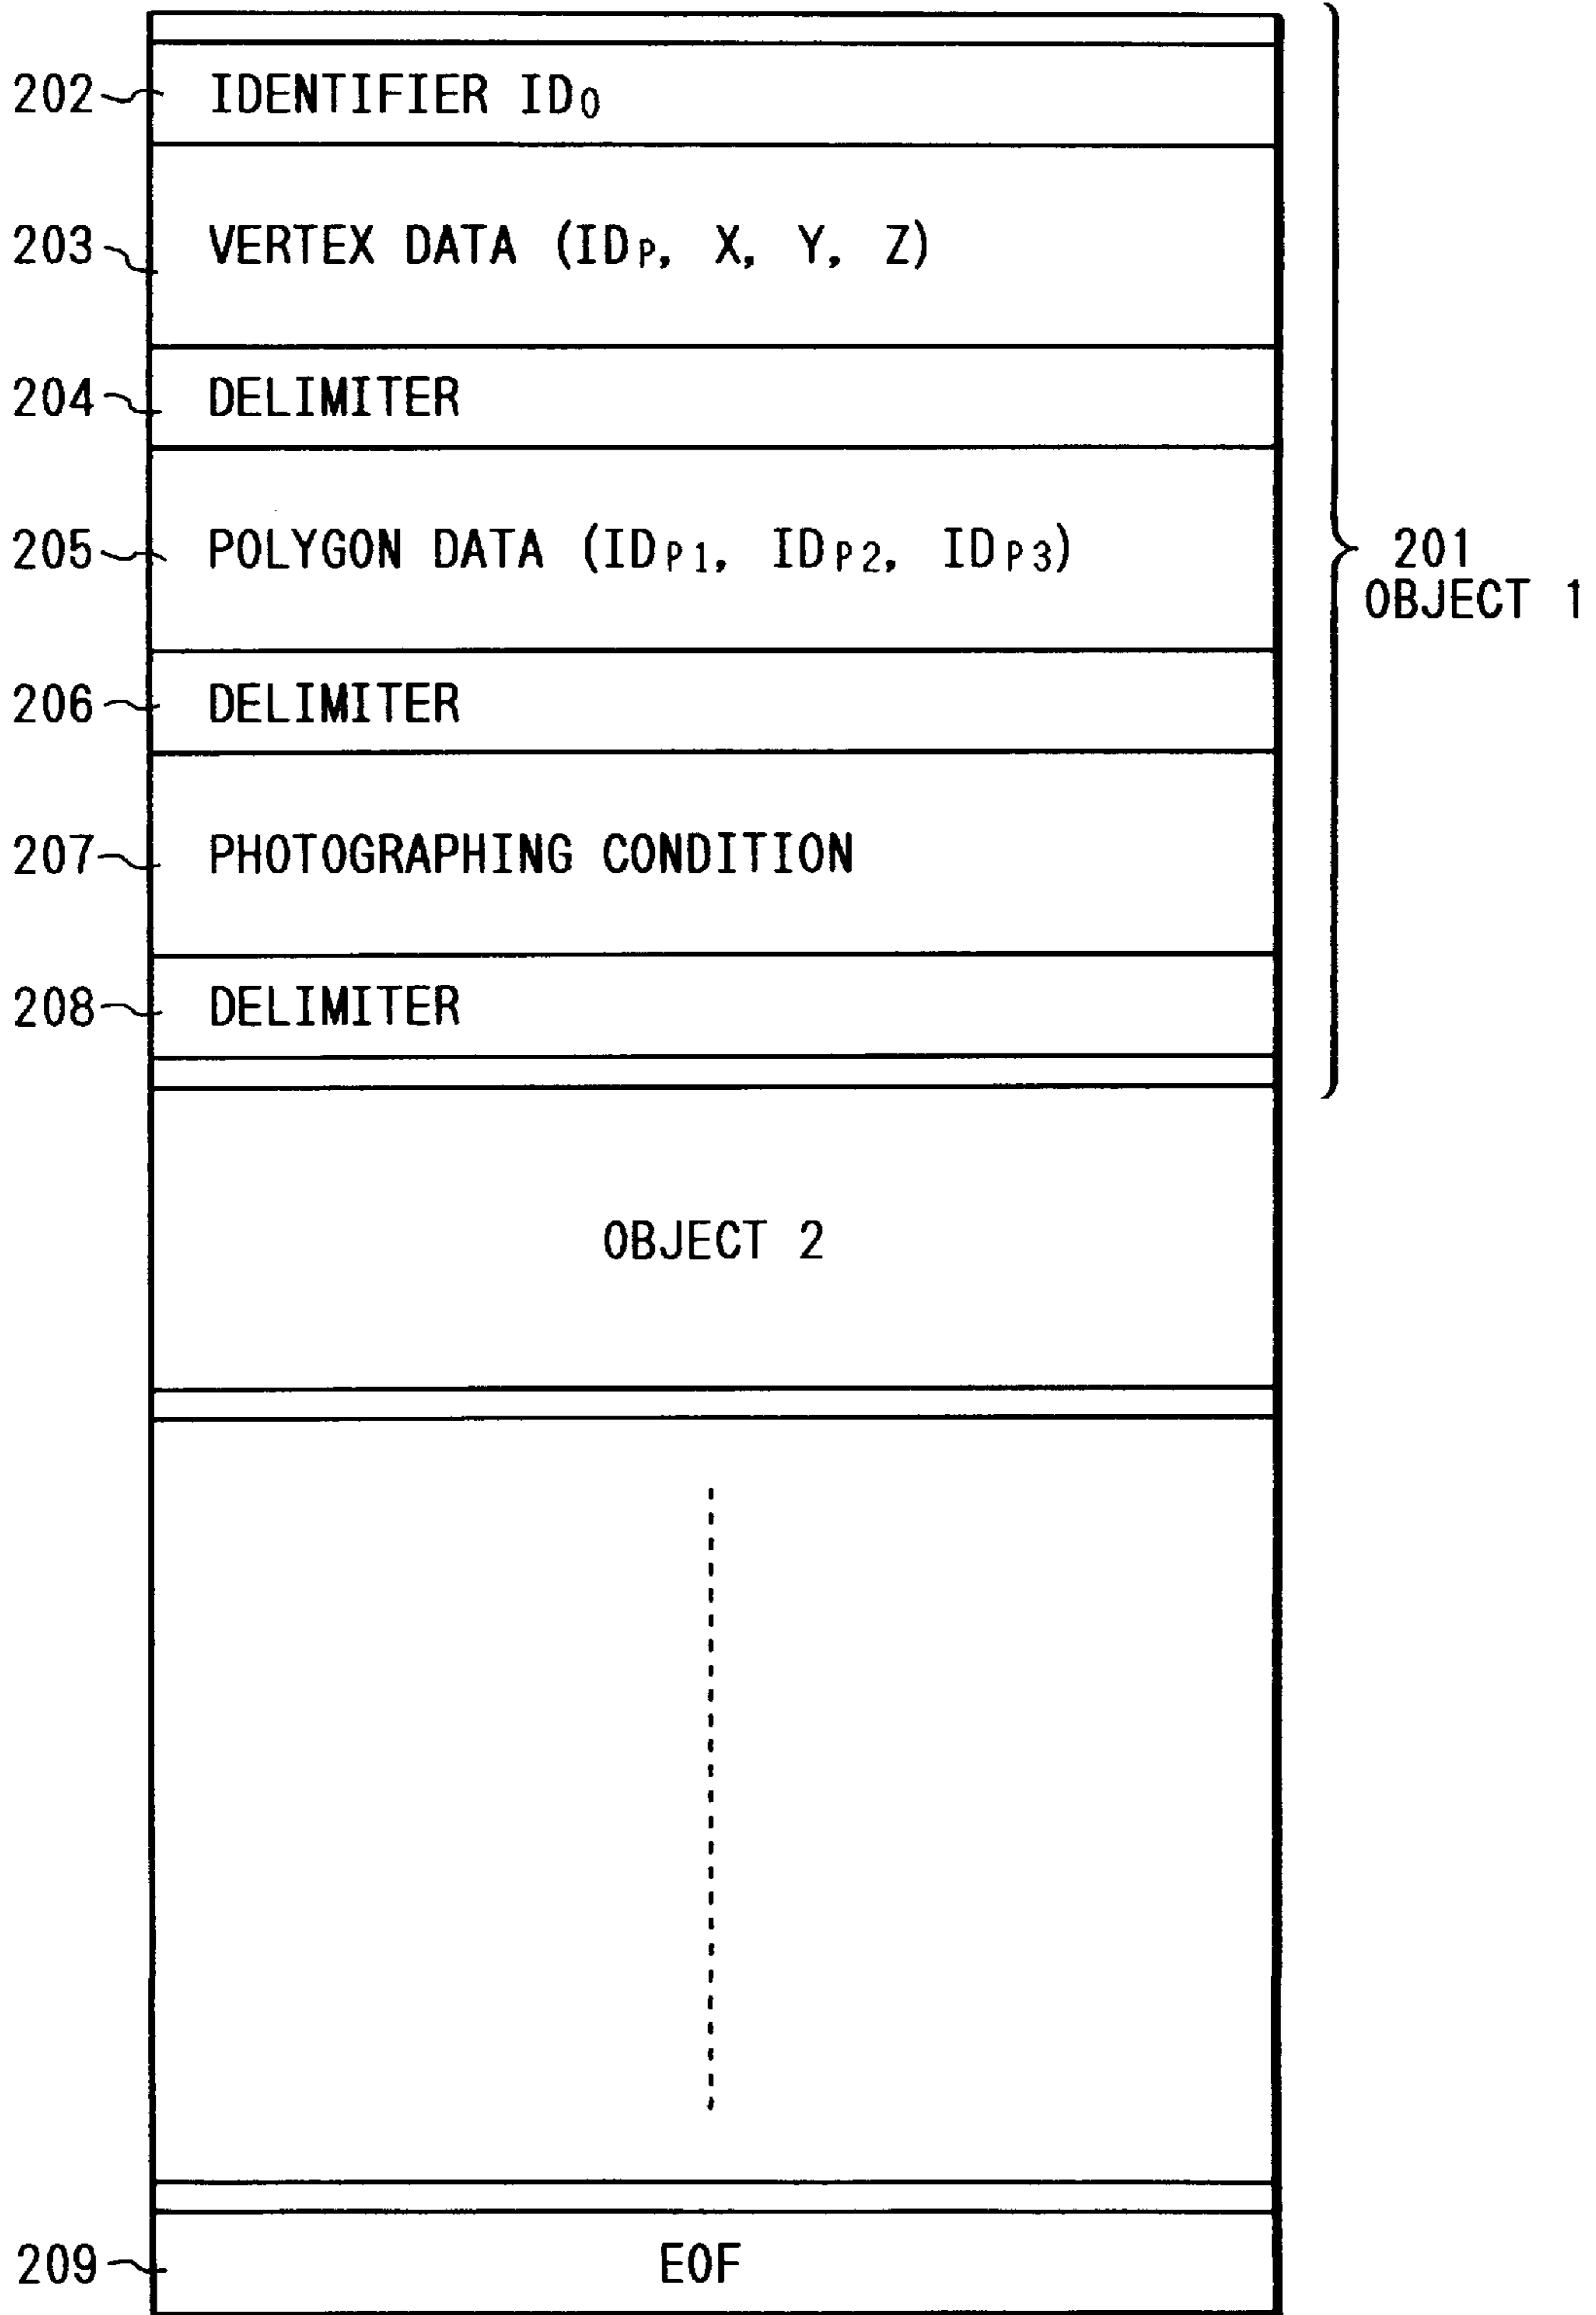 202 IDENTIFIER ID0
203 VERTEX DATA (IDP, X, Y, Z)
204 DELIMITER
205 POLYGON DATA (IDP1, IDP2, IDP3)
201
OBJECT 1
206 DELIMITER
207 PHOTOGRAPHING CONDITION
208 DELIMITER
OBJECT 2
209 EOF